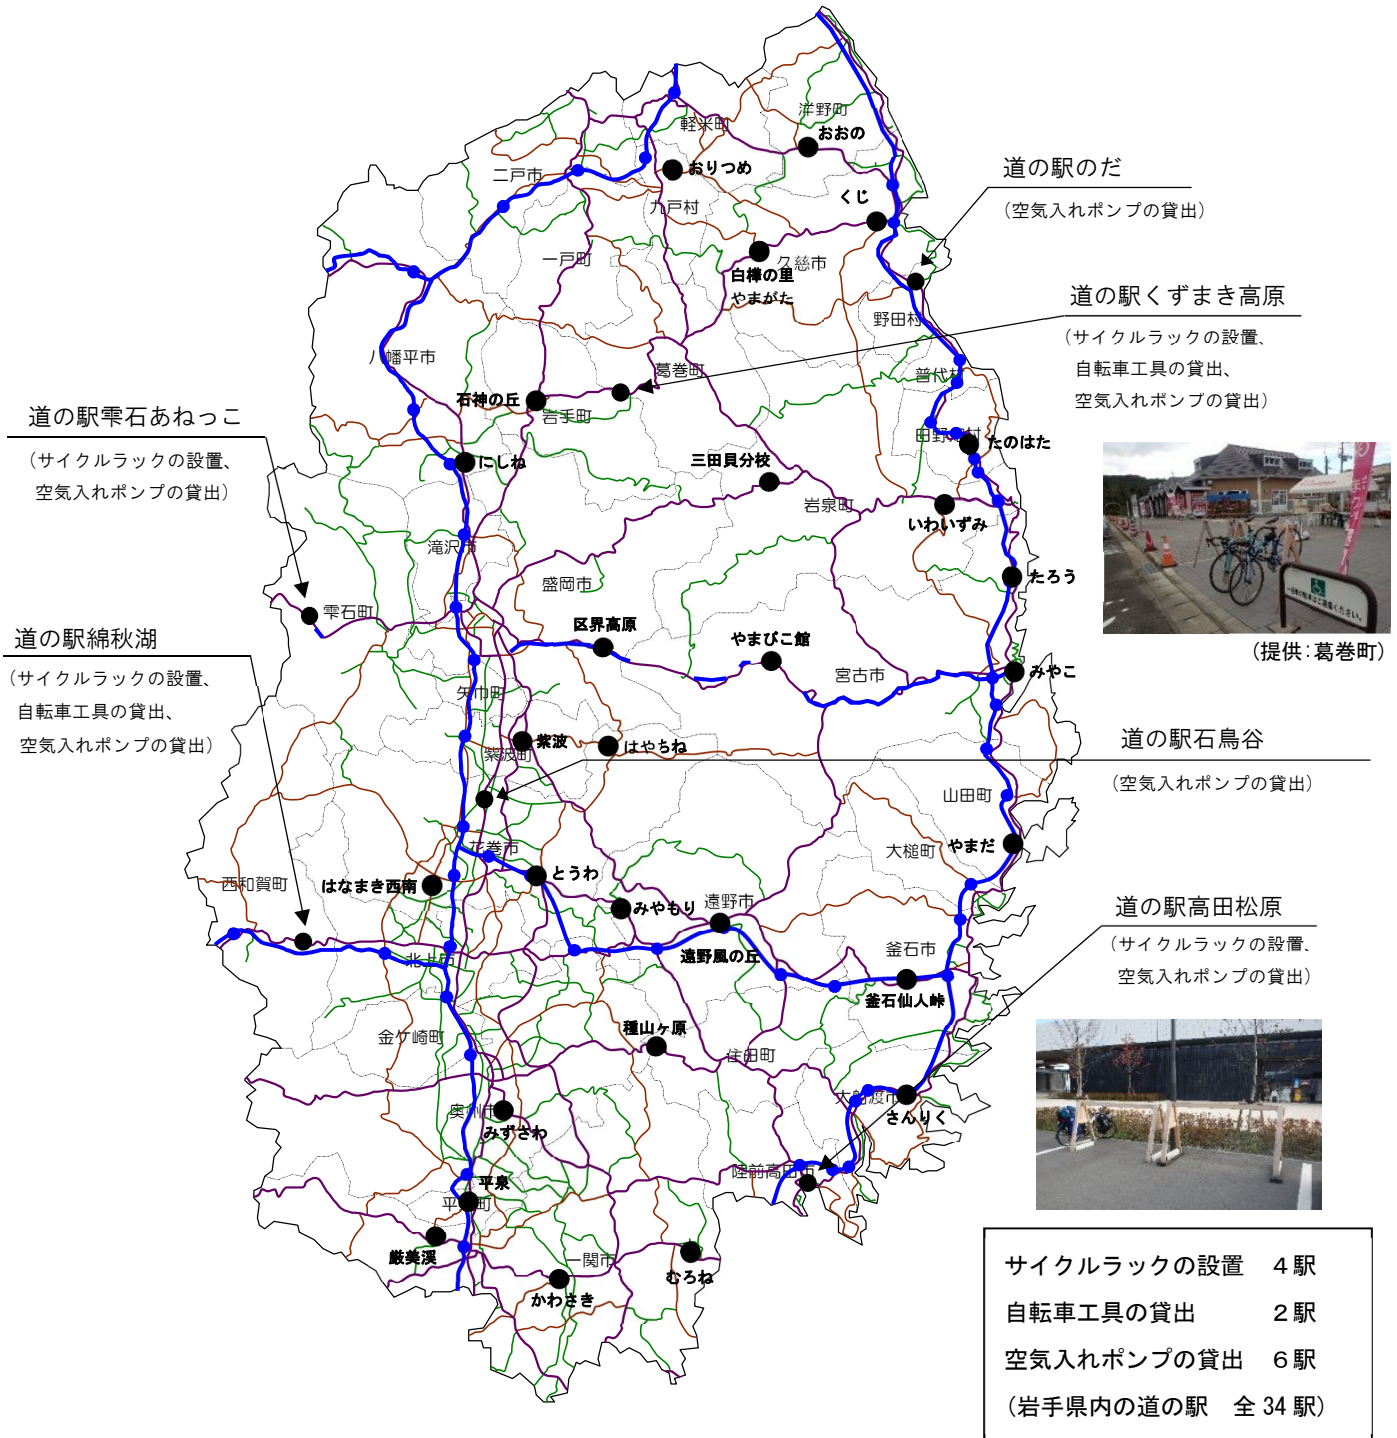 洋野町
軽米町
おおの
二戸市
おりつめ
道の駅のだ
(空気入れポンプの貸出)
九戸村
くじ
一戸町
久慈市
白樺の里
やまがた
道の駅くずまき高原
(サイクルラックの設置、
自転車工具の貸出、
空気入れポンプの貸出)
野田村
八幡平市
葛巻町
普代村
石神の丘
岩手町
道の駅雫石あねっこ
(サイクルラックの設置、
空気入れポンプの貸出)
田野畑村
たのはた
にしね
三田貝分校
岩泉町
いわいずみ
滝沢市
盛岡市
たろう
一般車の駐車はご遠慮ください。
雫石町
区界高原
やまびこ館
(提供:葛巻町)
道の駅綿秋湖
(サイクルラックの設置、
自転車工具の貸出、
空気入れポンプの貸出)
宮古市
みやこ
矢巾町
紫波
はやちね
紫波町
道の駅石鳥谷
(空気入れポンプの貸出)
山田町
やまだ
花巻市
大槌町
西和賀町
はなまき西南
とうわ
みやもり
遠野市
道の駅高田松原
(サイクルラックの設置、
空気入れポンプの貸出)
北上市
遠野風の丘
釜石市
釜石仙人峠
金ケ崎町
種山ヶ原
住田町
奥州市
みずさわ
大船渡市
さんりく
陸前高田市
平泉
平泉町
厳美渓
一関市
むろね
かわさき
サイクルラックの設置 4駅
自転車工具の貸出 2駅
空気入れポンプの貸出 6駅
(岩手県内の道の駅 全34駅)